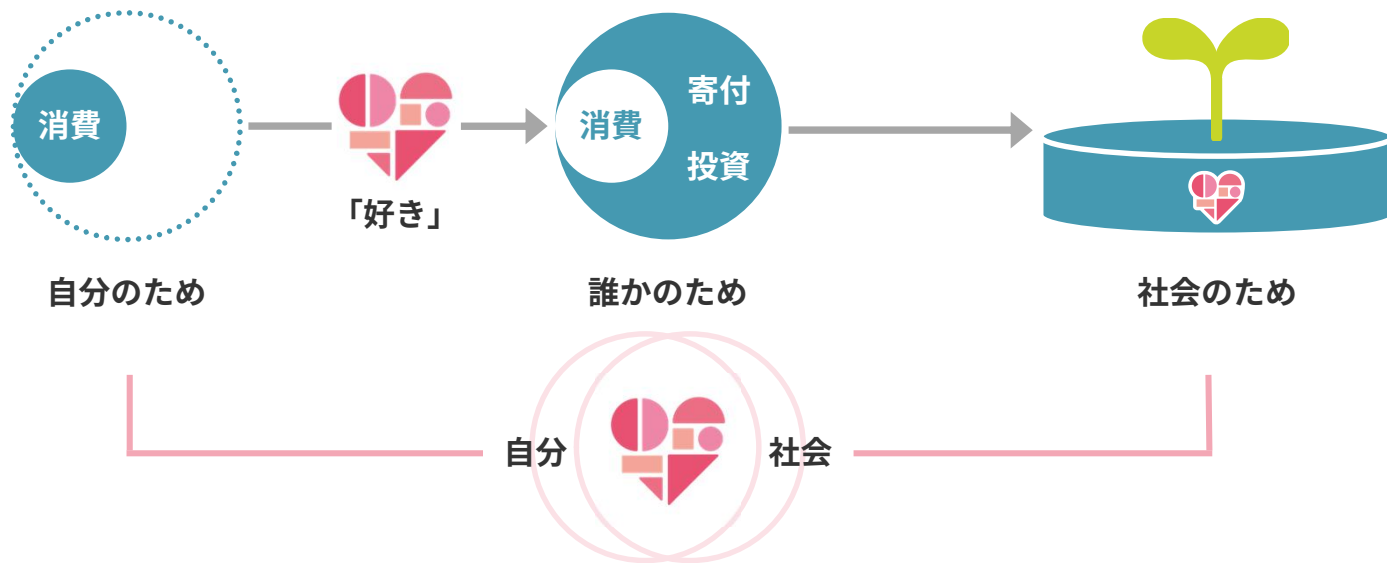 消費
「好き」
消費
寄付
投資
自分のため
誰かのため
社会のため
自分
社会